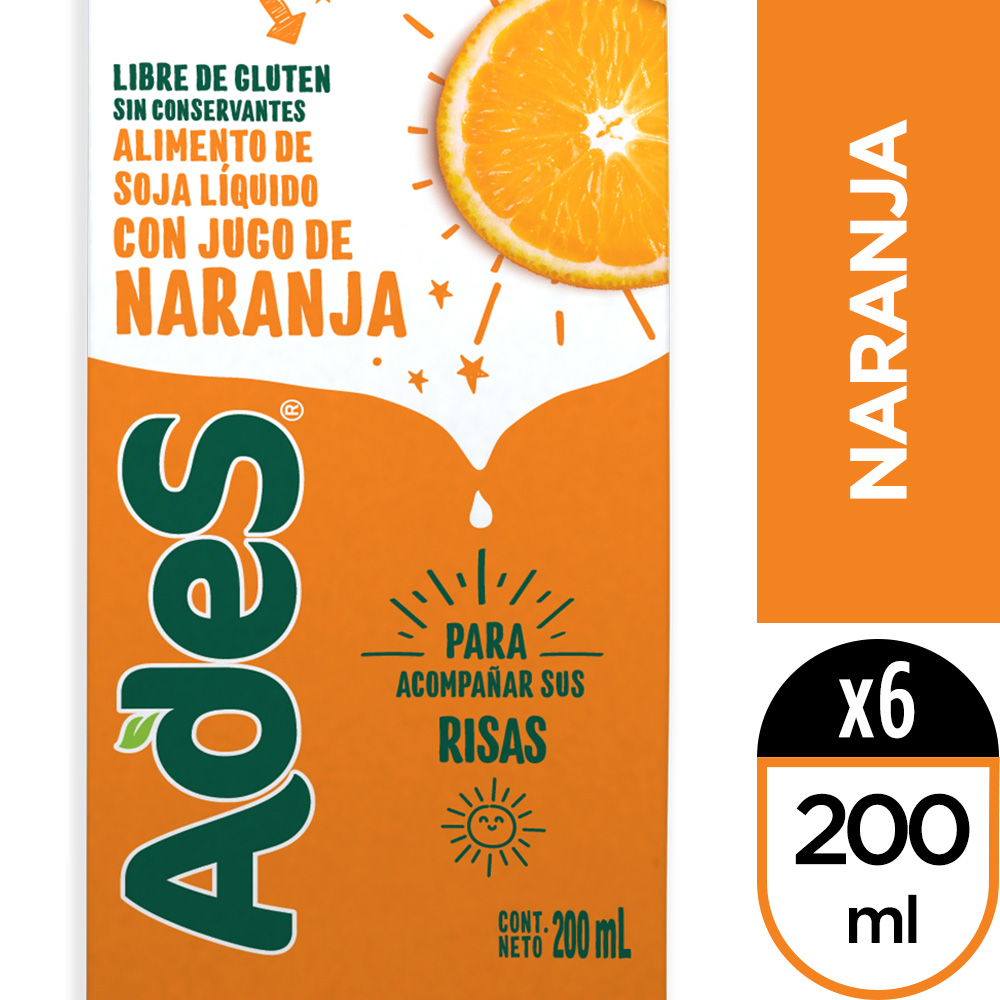 LIBRE DE GLUTEN
SIN CONSERVANTES
ALIMENTO DE
SOJA LÍQUIDO
CON JUGO DE
NARANJA
AdeS®
PARA
ACOMPAÑAR SUS
RISAS
CONT. NETO 200 mL
NARANJA
x6
200
ml